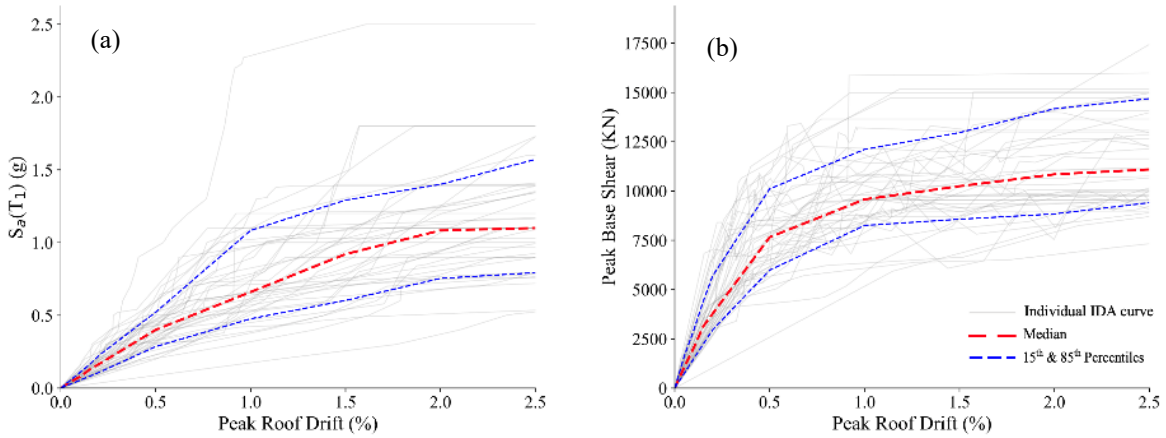 (a)
S_a(T_1) (g)
2.5
2.0
1.5
1.0
0.5
0.0
0.0 0.5 1.0 1.5 2.0 2.5
Peak Roof Drift (%)
(b)
Peak Base Shear (KN)
17500
15000
12500
10000
7500
5000
2500
0
0.0 0.5 1.0 1.5 2.0 2.5
Peak Roof Drift (%)
Individual IDA curve
Median
15th & 85th Percentiles